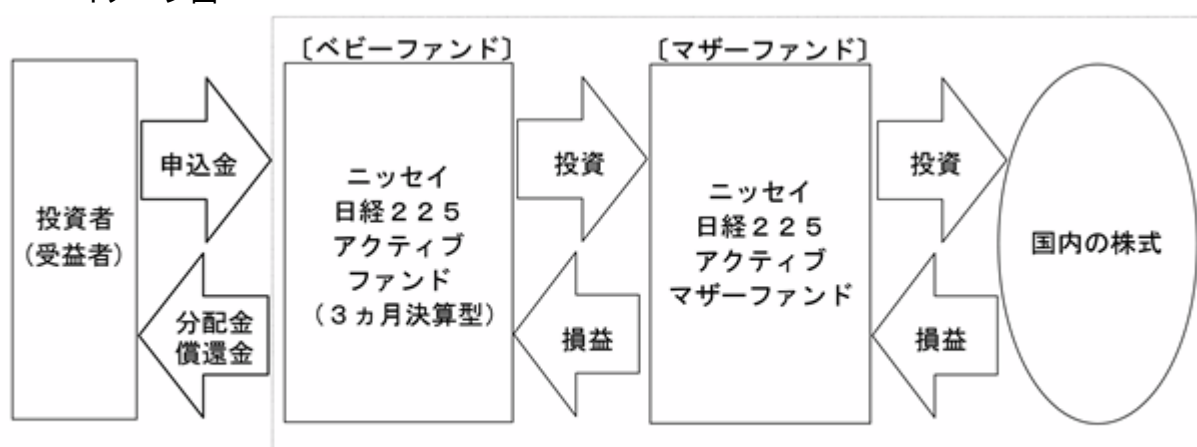 〔ベビーファンド〕
〔マザーファンド〕
投資者
（受益者）
申込金
分配金
償還金
ニッセイ
日経２２５
アクティブ
ファンド
（３ヵ月決算型）
投資
損益
ニッセイ
日経２２５
アクティブ
マザーファンド
投資
損益
国内の株式